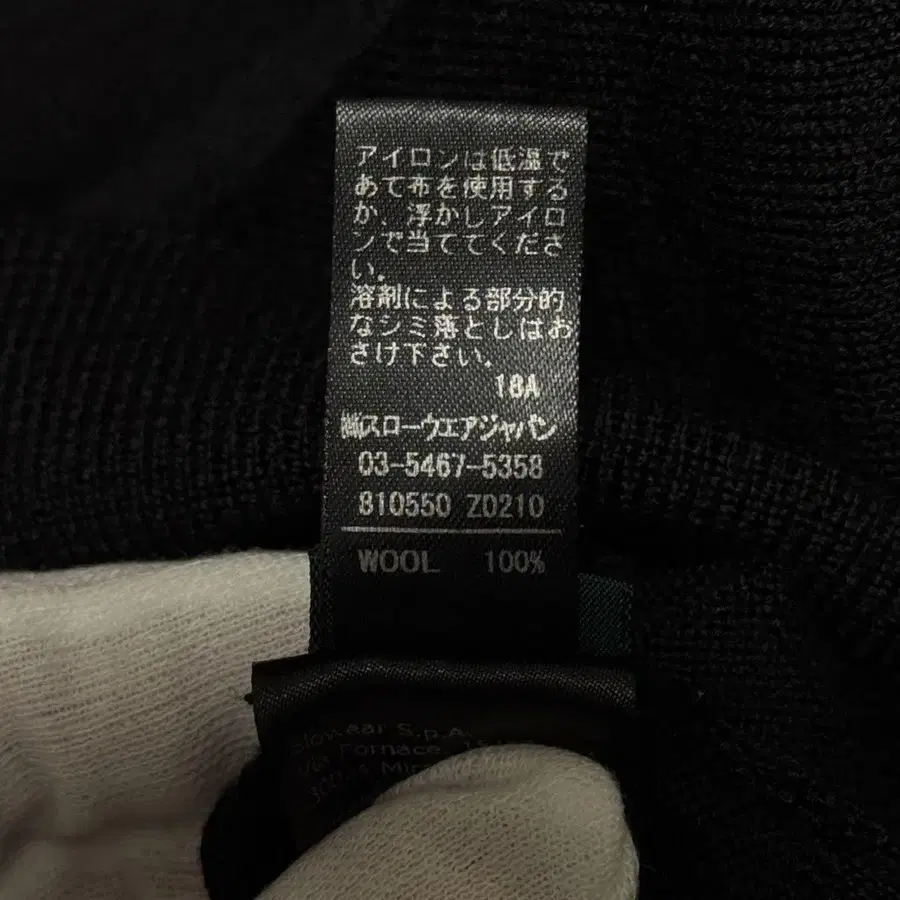 アイロンは低温で
あて布を使用する
か、浮かしアイロ
ンで当ててくださ
い。
溶剤による部分的
なシミ落としはお
さけ下さい。
18A
㈱スローウエアジャパン
03-5467-5358
810550 Z0210
WOOL 100%
Slowear S.p.A.
Via Fornace,